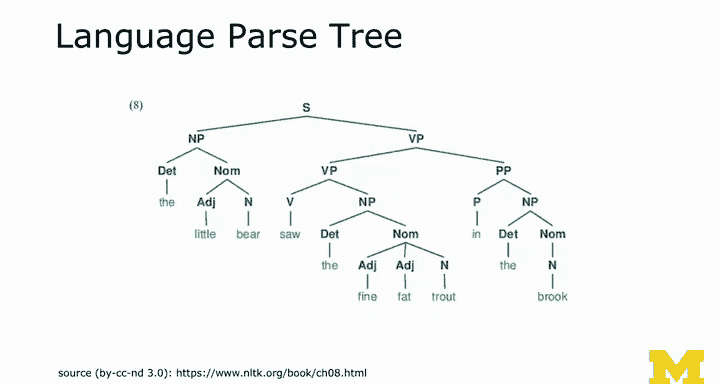 Language Parse Tree
(8)
S
NP VP
Det Nom VP PP
the Adj N V NP P NP
little bear saw Det Nom in Det Nom
the Adj Adj N the N
fine fat trout brook
source (by-cc-nd 3.0): https://www.nltk.org/book/ch08.html
M